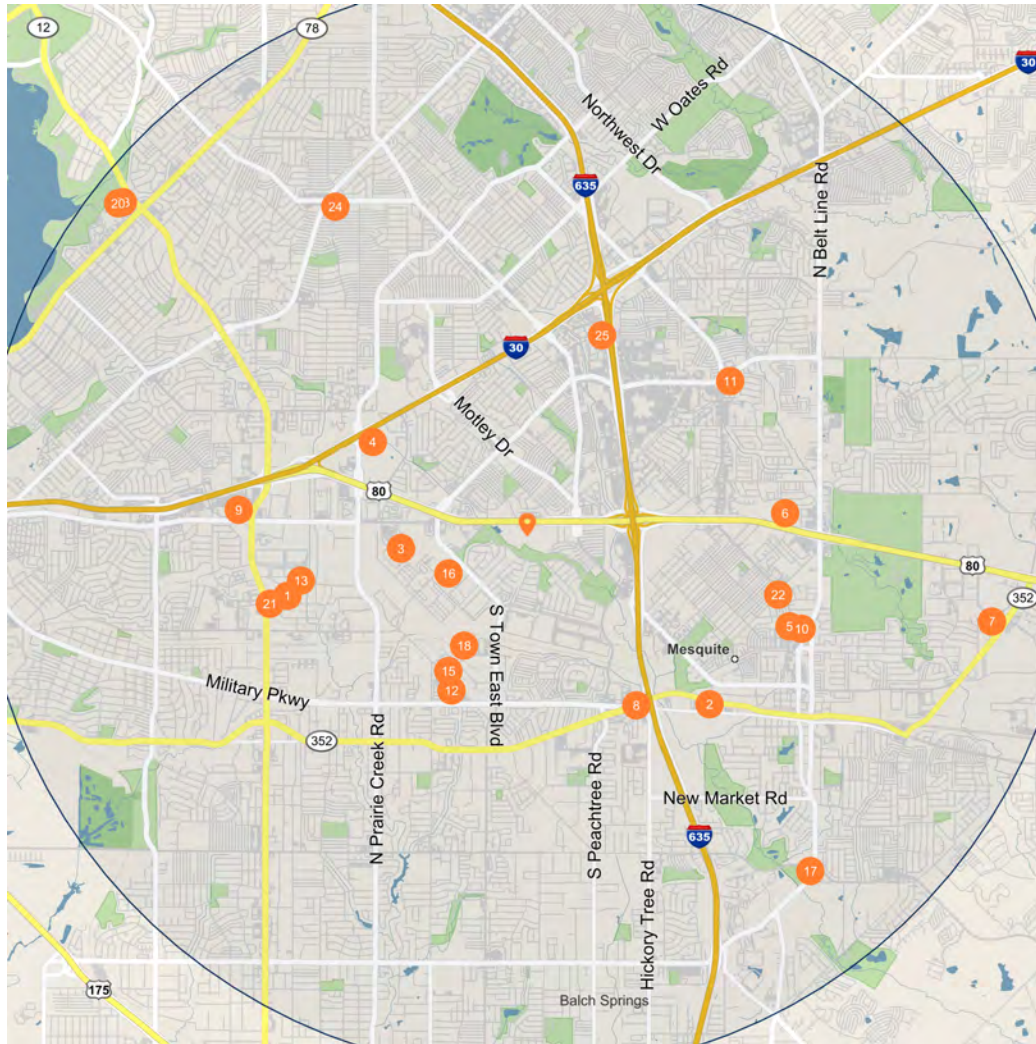 12
78
30
W Oates Rd
Northwest Dr
635
203
24
N Belt Line Rd
25
30
11
Motley Dr
4
80
9
6
3
80
16
13
1
21
22
352
7
5
10
S Town East Blvd
18
Mesquite
15
12
Military Pkwy
8
2
352
N Prairie Creek Rd
S Peachtree Rd
New Market Rd
635
17
Hickory Tree Rd
175
Balch Springs